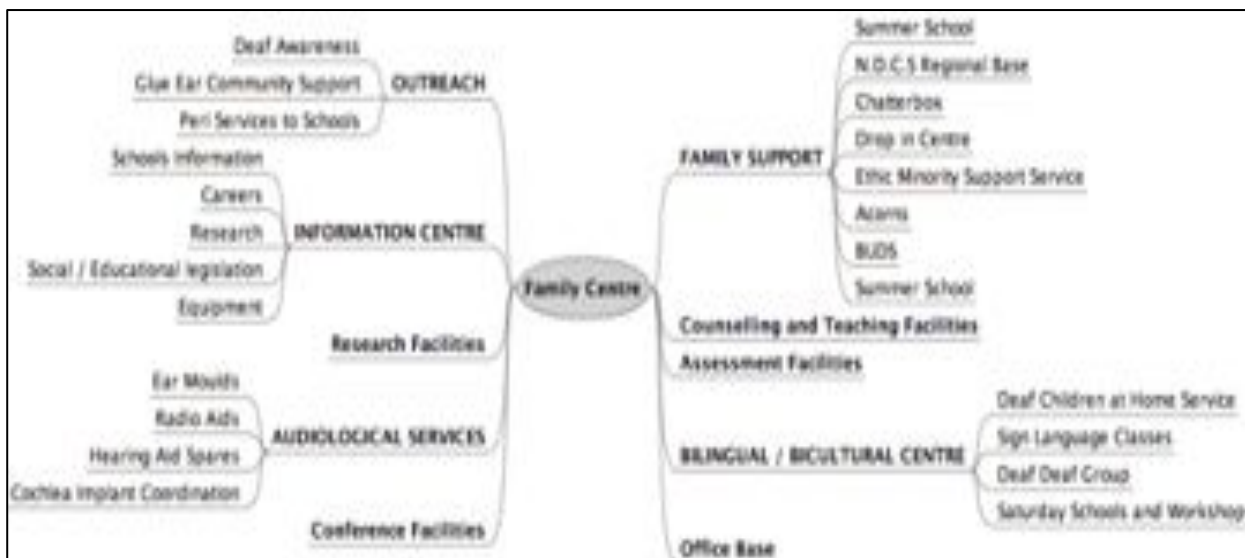 Deaf Awareness
Glue Ear Community Support
Peri Services to Schools
OUTREACH
Schools Information
Careers
Research
Social / Educational legislation
Equipment
INFORMATION CENTRE
Research Facilities
Ear Moulds
Radio Aids
Hearing Aid Spares
Cochlea Implant Coordination
AUDIOLOGICAL SERVICES
Conference Facilities
Family Centre
Summer School
N.D.C.S Regional Base
Chatterbox
Drop in Centre
Ethic Minority Support Service
Acorns
BUDS
Summer School
FAMILY SUPPORT
Counselling and Teaching Facilities
Assessment Facilities
Deaf Children at Home Service
Sign Language Classes
Deaf Deaf Group
Saturday Schools and Workshop
BILINGUAL / BICULTURAL CENTRE
Office Base